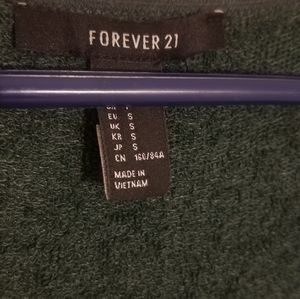 FOREVER 21
EU S
UK S
KR S
JP S
CN 160/84A
MADE IN
VIETNAM